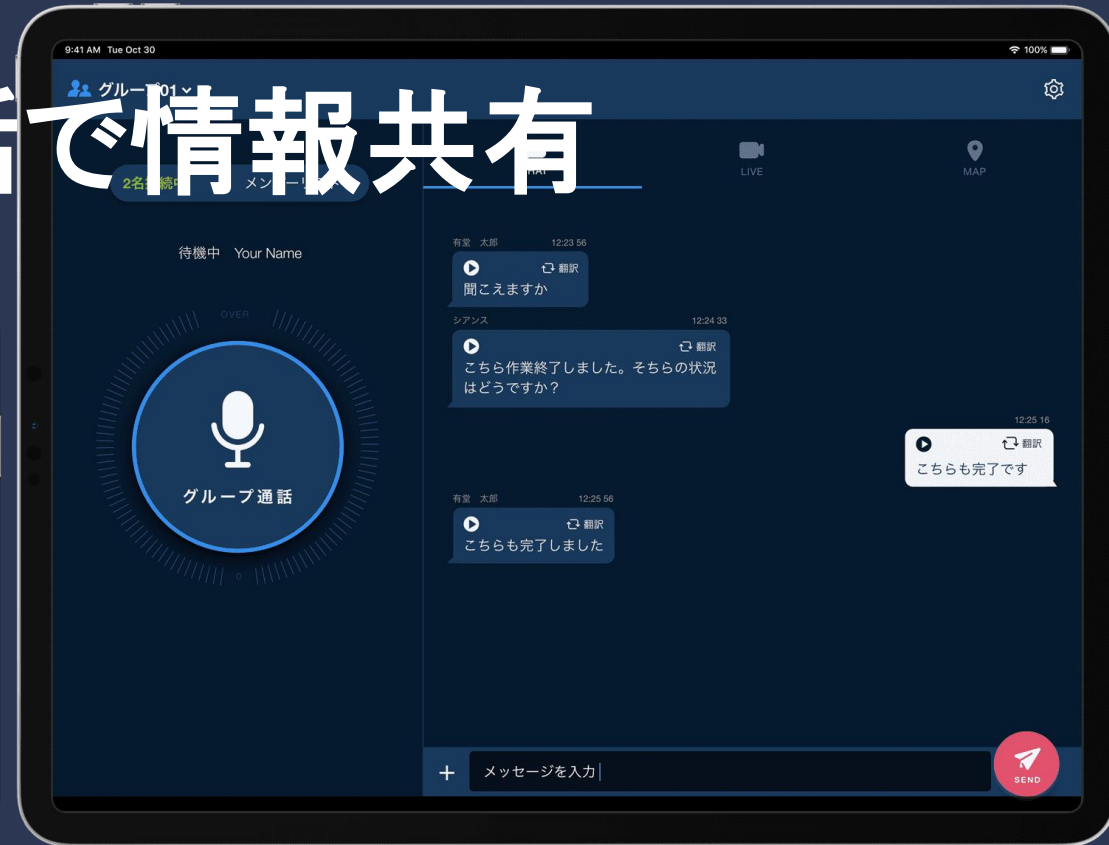 9:41 AM Tue Oct 30
100%
グループ01
で情報共有
待機中 Your Name
OVER
グループ通話
0
LIVE
MAP
有堂 太郎 12:23 56
翻訳
聞こえますか
シアンス 12:24 33
翻訳
こちら作業終了しました。そちらの状況
はどうですか？
12:25 16
翻訳
こちらも完了です
有堂 太郎 12:25 56
翻訳
こちらも完了しました
+ メッセージを入力
SEND